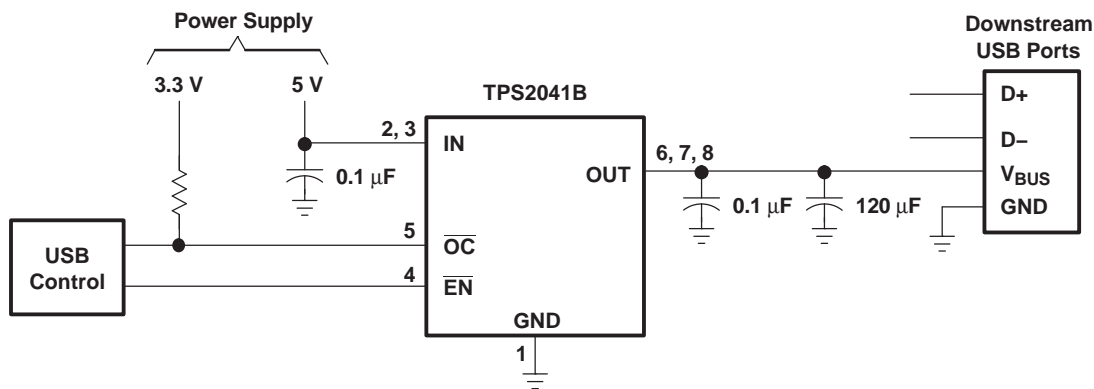 Power Supply
3.3 V
5 V
Downstream
USB Ports
TPS2041B
2, 3
IN
0.1 μF
OUT
6, 7, 8
0.1 μF
120 μF
D+
D−
VBUS
GND
USB
Control
5
OC
4
EN
GND
1